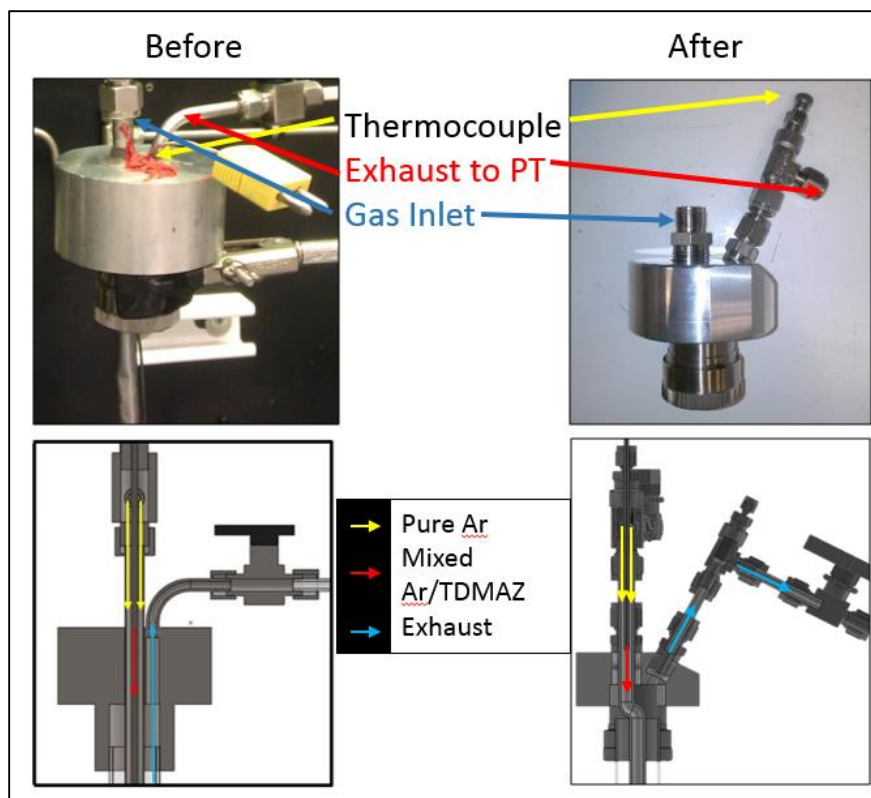 Before
After
Thermocouple
Exhaust to PT
Gas Inlet
Pure Ar
Mixed
Ar/TDMAZ
Exhaust